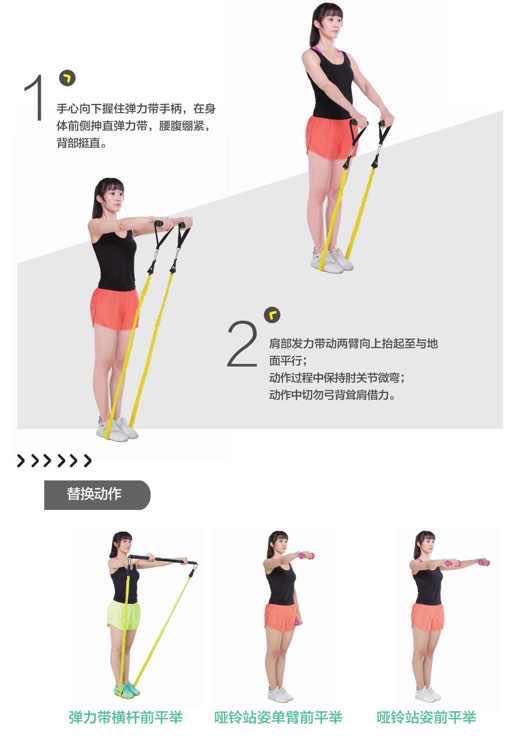 1
手心向下握住弹力带手柄，在身
体前侧抻直弹力带，腰腹绷紧，
背部挺直。
2
肩部发力带动两臂向上抬起至与地
面平行；
动作过程中保持肘关节微弯；
动作中切勿弓背耸肩借力。
替换动作
弹力带横杆前平举
哑铃站姿单臂前平举
哑铃站姿前平举